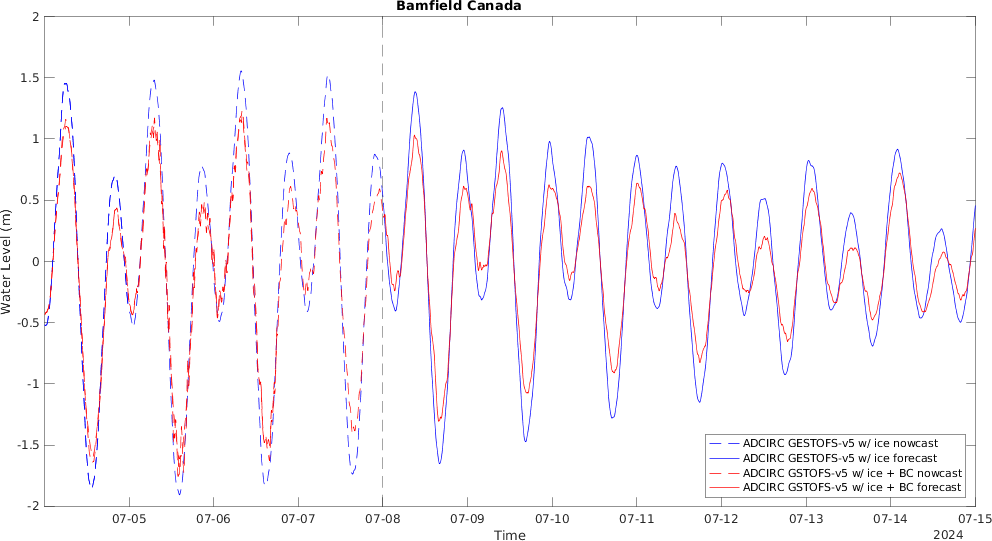 Bamfield Canada
Water Level (m)
2
1.5
1
0.5
0
-0.5
-1
-1.5
-2
07-05 07-06 07-07 07-08 07-09 07-10 07-11 07-12 07-13 07-14 07-15
Time
2024
ADCIRC GESTOFS-v5 w/ ice nowcast
ADCIRC GESTOFS-v5 w/ ice forecast
ADCIRC GSTOFS-v5 w/ ice + BC nowcast
ADCIRC GSTOFS-v5 w/ ice + BC forecast